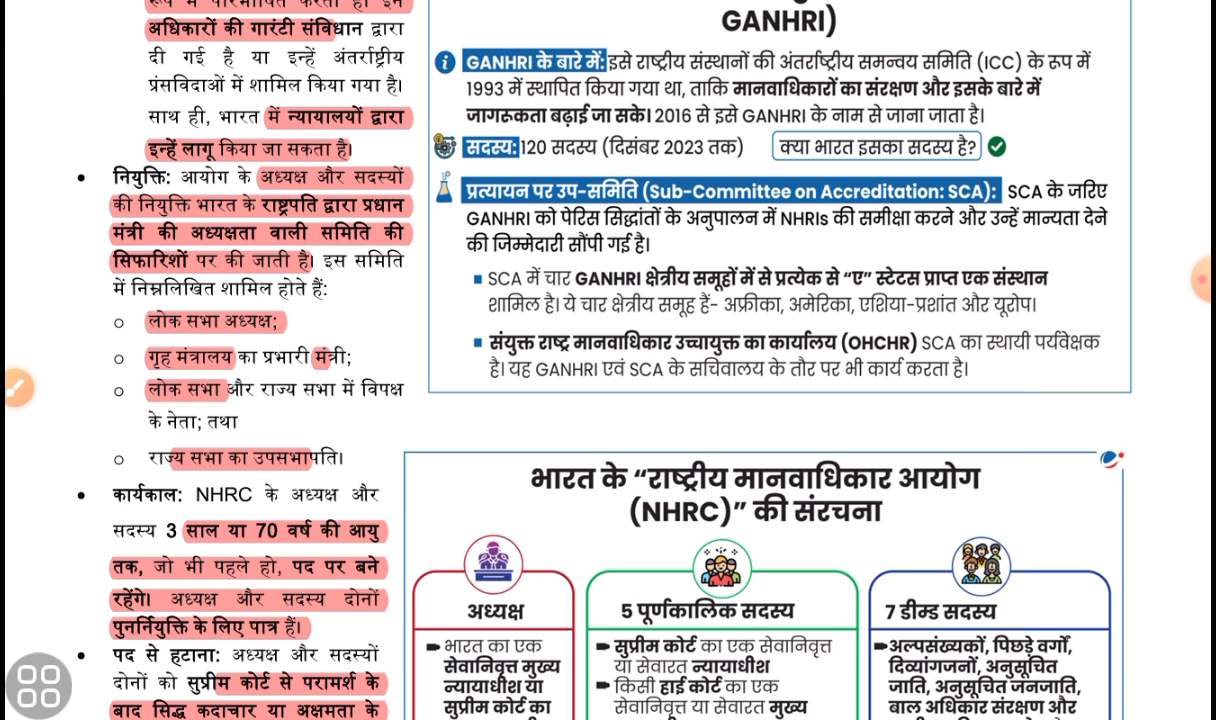 रूप में परिभाषित करता है। इन
अधिकारों की गारंटी संविधान द्वारा
दी गई है या इन्हें अंतर्राष्ट्रीय
प्रंसविदाओं में शामिल किया गया है।
साथ ही, भारत में न्यायालयों द्वारा
इन्हें लागू किया जा सकता है।
• नियुक्ति: आयोग के अध्यक्ष और सदस्यों
की नियुक्ति भारत के राष्ट्रपति द्वारा प्रधान
मंत्री की अध्यक्षता वाली समिति की
सिफारिशों पर की जाती है। इस समिति
में निम्नलिखित शामिल होते हैं:
o लोक सभा अध्यक्ष;
o गृह मंत्रालय का प्रभारी मंत्री;
o लोक सभा और राज्य सभा में विपक्ष
के नेता; तथा
o राज्य सभा का उपसभापति।
• कार्यकाल: NHRC के अध्यक्ष और
सदस्य 3 साल या 70 वर्ष की आयु
तक, जो भी पहले हो, पद पर बने
रहेंगे। अध्यक्ष और सदस्य दोनों
पुनर्नियुक्ति के लिए पात्र हैं।
• पद से हटाना: अध्यक्ष और सदस्यों
दोनों को सुप्रीम कोर्ट से परामर्श के
बाद सिद्ध कदाचार या अक्षमता के
GANHRI)
GANHRI के बारे में: इसे राष्ट्रीय संस्थानों की अंतर्राष्ट्रीय समन्वय समिति (ICC) के रूप में
1993 में स्थापित किया गया था, ताकि मानवाधिकारों का संरक्षण और इसके बारे में
जागरूकता बढ़ाई जा सके। 2016 से इसे GANHRI के नाम से जाना जाता है।
सदस्य: 120 सदस्य (दिसंबर 2023 तक) क्या भारत इसका सदस्य है?
प्रत्यायन पर उप-समिति (Sub-Committee on Accreditation: SCA): SCA के जरिए
GANHRI को पेरिस सिद्धांतों के अनुपालन में NHRIs की समीक्षा करने और उन्हें मान्यता देने
की जिम्मेदारी सौंपी गई है।
▪ SCA में चार GANHRI क्षेत्रीय समूहों में से प्रत्येक से “ए” स्टेटस प्राप्त एक संस्थान
शामिल है। ये चार क्षेत्रीय समूह हैं- अफ्रीका, अमेरिका, एशिया-प्रशांत और यूरोप।
▪ संयुक्त राष्ट्र मानवाधिकार उच्चायुक्त का कार्यालय (OHCHR) SCA का स्थायी पर्यवेक्षक
है। यह GANHRI एवं SCA के सचिवालय के तौर पर भी कार्य करता है।
भारत के “राष्ट्रीय मानवाधिकार आयोग
(NHRC)” की संरचना
अध्यक्ष
भारत का एक
सेवानिवृत्त मुख्य
न्यायाधीश या
सुप्रीम कोर्ट का
5 पूर्णकालिक सदस्य
सुप्रीम कोर्ट का एक सेवानिवृत्त
या सेवारत न्यायाधीश
किसी हाई कोर्ट का एक
सेवानिवृत्त या सेवारत मुख्य
7 डीम्ड सदस्य
अल्पसंख्यकों, पिछड़े वर्गों,
दिव्यांगजनों, अनुसूचित
जाति, अनुसूचित जनजाति,
बाल अधिकार संरक्षण और